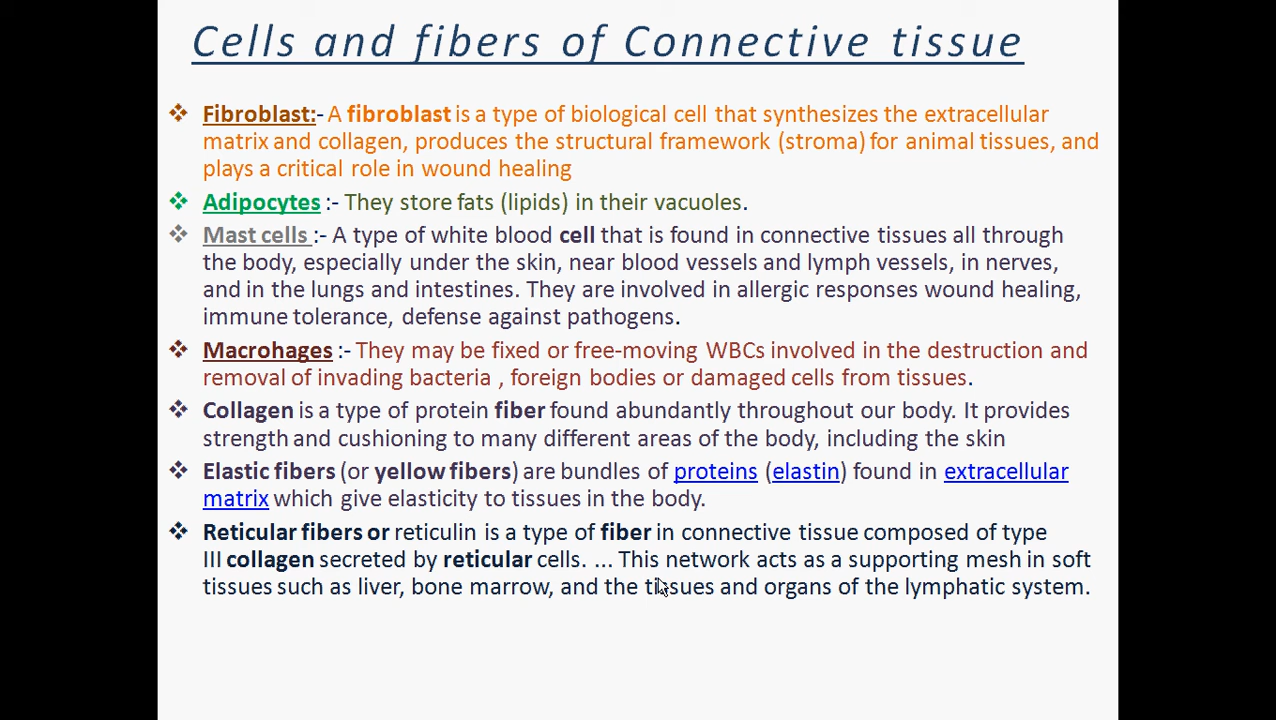 Cells and fibers of Connective tissue
❖ Fibroblast:- A fibroblast is a type of biological cell that synthesizes the extracellular
matrix and collagen, produces the structural framework (stroma) for animal tissues, and
plays a critical role in wound healing
❖ Adipocytes :- They store fats (lipids) in their vacuoles.
❖ Mast cells :- A type of white blood cell that is found in connective tissues all through
the body, especially under the skin, near blood vessels and lymph vessels, in nerves,
and in the lungs and intestines. They are involved in allergic responses wound healing,
immune tolerance, defense against pathogens.
❖ Macrohages :- They may be fixed or free-moving WBCs involved in the destruction and
removal of invading bacteria , foreign bodies or damaged cells from tissues.
❖ Collagen is a type of protein fiber found abundantly throughout our body. It provides
strength and cushioning to many different areas of the body, including the skin
❖ Elastic fibers (or yellow fibers) are bundles of proteins (elastin) found in extracellular
matrix which give elasticity to tissues in the body.
❖ Reticular fibers or reticulin is a type of fiber in connective tissue composed of type
III collagen secreted by reticular cells. ... This network acts as a supporting mesh in soft
tissues such as liver, bone marrow, and the tissues and organs of the lymphatic system.